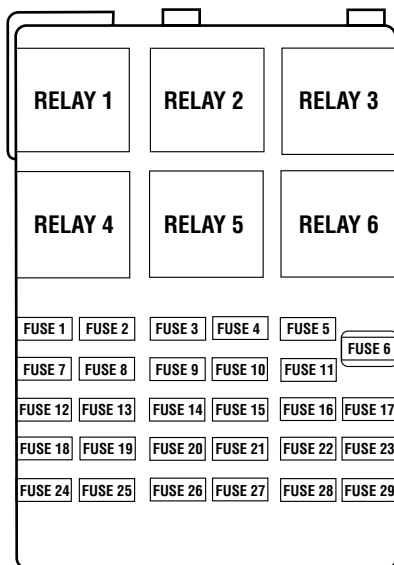 RELAY 1 RELAY 2 RELAY 3
RELAY 4 RELAY 5 RELAY 6
FUSE 1 FUSE 2 FUSE 3 FUSE 4 FUSE 5
FUSE 6
FUSE 7 FUSE 8 FUSE 9 FUSE 10 FUSE 11
FUSE 12 FUSE 13 FUSE 14 FUSE 15 FUSE 16 FUSE 17
FUSE 18 FUSE 19 FUSE 20 FUSE 21 FUSE 22 FUSE 23
FUSE 24 FUSE 25 FUSE 26 FUSE 27 FUSE 28 FUSE 29